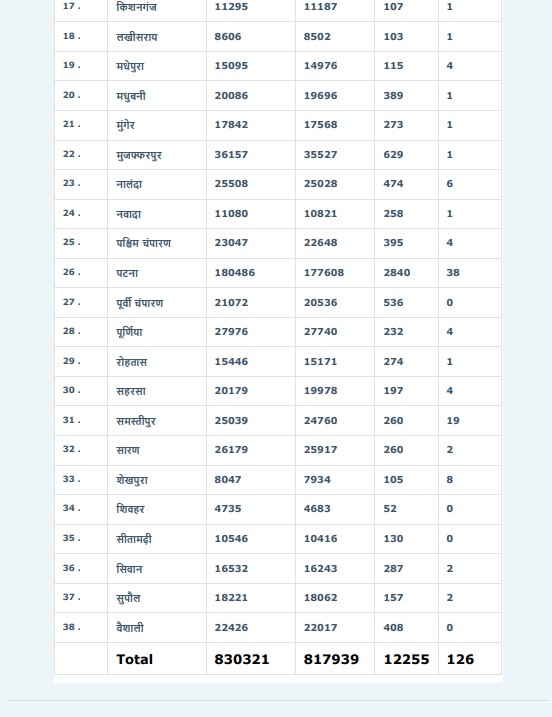 17 . किशनगंज 11295 11187 107 1
18 . लखीसराय 8606 8502 103 1
19 . मधेपुरा 15095 14976 115 4
20 . मधुबनी 20086 19696 389 1
21 . मुंगेर 17842 17568 273 1
22 . मुजफ्फरपुर 36157 35527 629 1
23 . नालंदा 25508 25028 474 6
24 . नवादा 11080 10821 258 1
25 . पश्चिम चंपारण 23047 22648 395 4
26 . पटना 180486 177608 2840 38
27 . पूर्वी चंपारण 21072 20536 536 0
28 . पूर्णिया 27976 27740 232 4
29 . रोहतास 15446 15171 274 1
30 . सहरसा 20179 19978 197 4
31 . समस्तीपुर 25039 24760 260 19
32 . सारण 26179 25917 260 2
33 . शेखपुरा 8047 7934 105 8
34 . शिवहर 4735 4683 52 0
35 . सीतामढ़ी 10546 10416 130 0
36 . सिवान 16532 16243 287 2
37 . सुपौल 18221 18062 157 2
38 . वैशाली 22426 22017 408 0
Total 830321 817939 12255 126